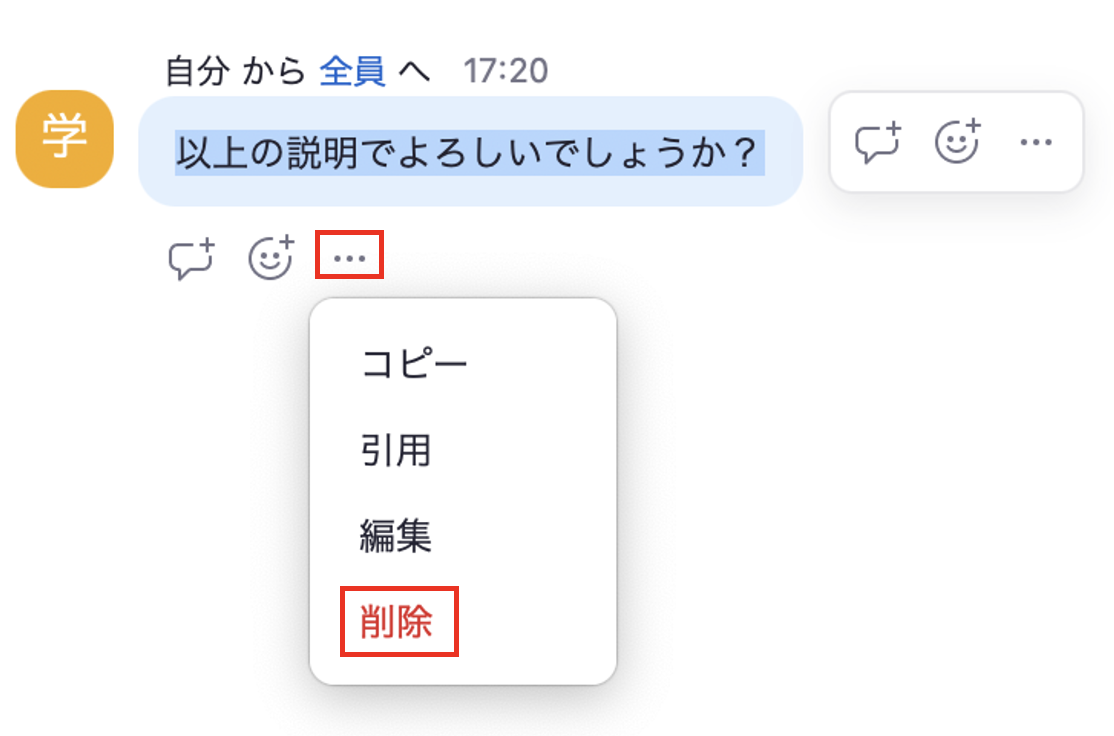 自分 から 全員 へ 17:20
学
以上の説明でよろしいでしょうか？
コピー
引用
編集
削除